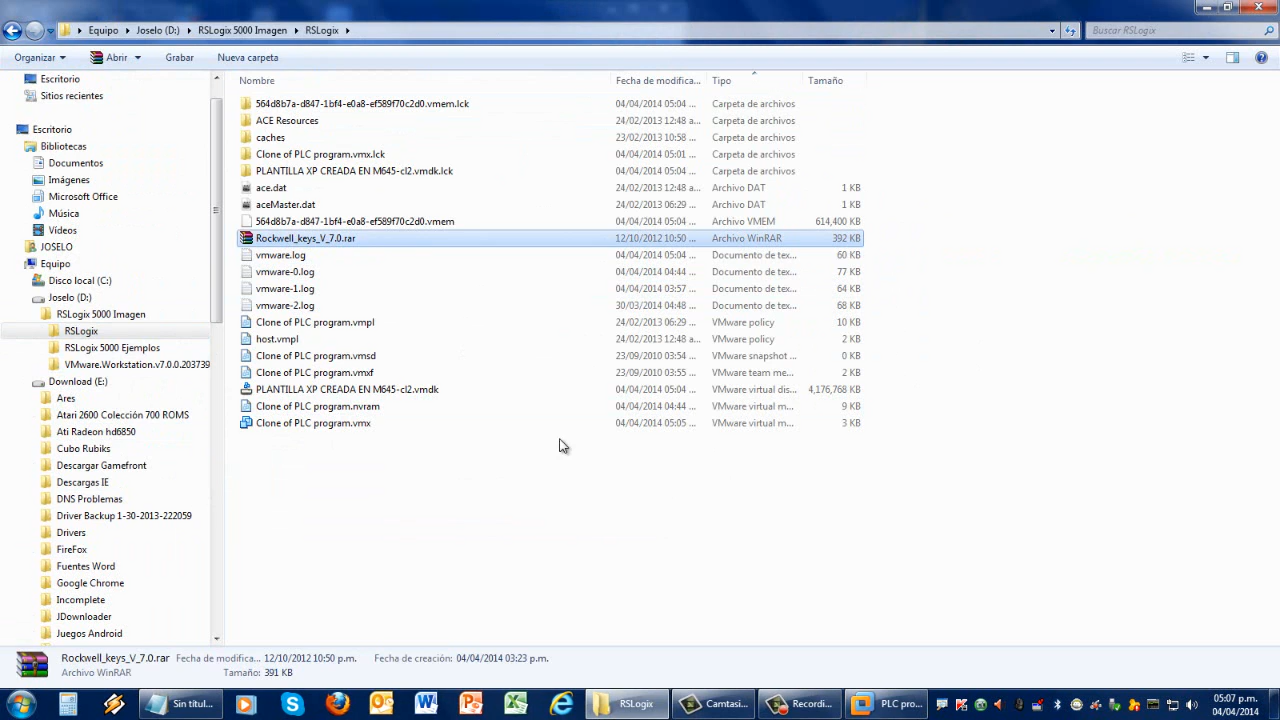 Equipo ▸ Joselo (D:) ▸ RSLogix 5000 Imagen ▸ RSLogix ▸ Buscar RSLogix
Organizar Abrir Grabar Nueva carpeta
Escritorio
Sitios recientes
Escritorio
Bibliotecas
Documentos
Imágenes
Microsoft Office
Música
Vídeos
JOSELO
Equipo
Disco local (C:)
Joselo (D:)
RSLogix 5000 Imagen
RSLogix
RSLogix 5000 Ejemplos
VMware.Workstation.v7.0.0.203739
Download (E:)
Ares
Atari 2600 Colección 700 ROMS
Ati Radeon hd6850
Cubo Rubiks
Descargar Gamefront
Descargas IE
DNS Problemas
Driver Backup 1-30-2013-222059
Drivers
FireFox
Fuentes Word
Google Chrome
Incomplete
JDownloader
Juegos Android
Nombre Fecha de modifica... Tipo Tamaño
564d8b7a-d847-1bf4-e0a8-ef589f70c2d0.vmem.lck 04/04/2014 05:04 ... Carpeta de archivos
ACE Resources 24/02/2013 12:48 a... Carpeta de archivos
caches 23/02/2013 10:58 ... Carpeta de archivos
Clone of PLC program.vmx.lck 04/04/2014 05:01 ... Carpeta de archivos
PLANTILLA XP CREADA EN M645-cl2.vmdk.lck 04/04/2014 05:04 ... Carpeta de archivos
ace.dat 24/02/2013 12:48 a... Archivo DAT 1 KB
aceMaster.dat 24/02/2013 06:29 ... Archivo DAT 1 KB
564d8b7a-d847-1bf4-e0a8-ef589f70c2d0.vmem 04/04/2014 05:04 ... Archivo VMEM 614,400 KB
Rockwell_keys_V_7.0.rar 12/10/2012 10:50 ... Archivo WinRAR 392 KB
vmware.log 04/04/2014 05:04 ... Documento de tex... 60 KB
vmware-0.log 04/04/2014 04:44 ... Documento de tex... 77 KB
vmware-1.log 04/04/2014 03:57 ... Documento de tex... 64 KB
vmware-2.log 30/03/2014 04:48 ... Documento de tex... 68 KB
Clone of PLC program.vmpl 24/02/2013 06:29 ... VMware policy 10 KB
host.vmpl 24/02/2013 12:48 a... VMware policy 2 KB
Clone of PLC program.vmsd 23/09/2010 03:54 ... VMware snapshot ... 0 KB
Clone of PLC program.vmxf 23/09/2010 03:55 ... VMware team me... 2 KB
PLANTILLA XP CREADA EN M645-cl2.vmdk 04/04/2014 05:04 ... VMware virtual dis... 4,176,768 KB
Clone of PLC program.nvram 04/04/2014 04:44 ... VMware virtual m... 9 KB
Clone of PLC program.vmx 04/04/2014 05:05 ... VMware virtual m... 3 KB
Rockwell_keys_V_7.0.rar Fecha de modifica... 12/10/2012 10:50 p.m. Fecha de creación: 04/04/2014 03:23 p.m.
Archivo WinRAR Tamaño: 391 KB
Sin titul... RSLogix Camtasi... Recordi... PLC pro... 05:07 p.m.
04/04/2014